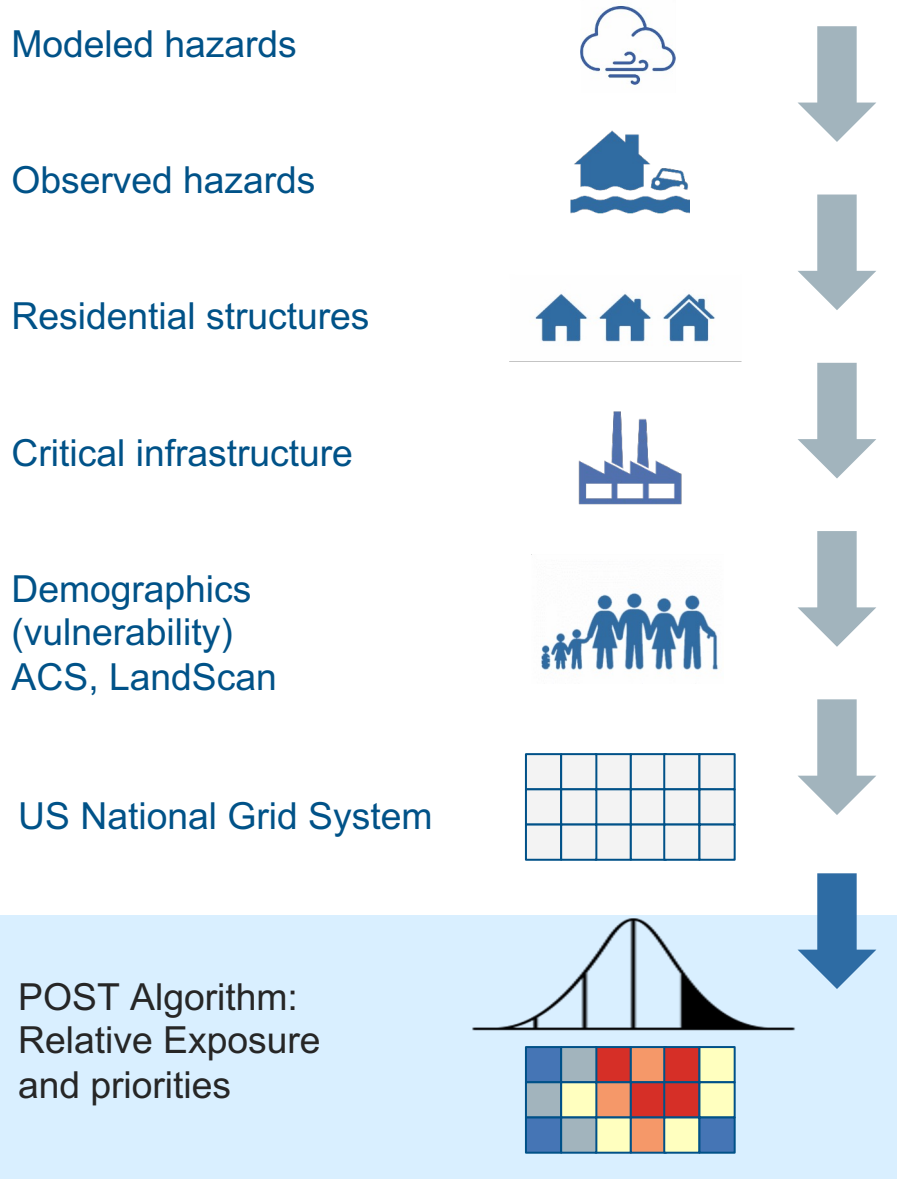 Modeled hazards
Observed hazards
Residential structures
Critical infrastructure
Demographics
(vulnerability)
ACS, LandScan
US National Grid System
POST Algorithm:
Relative Exposure
and priorities